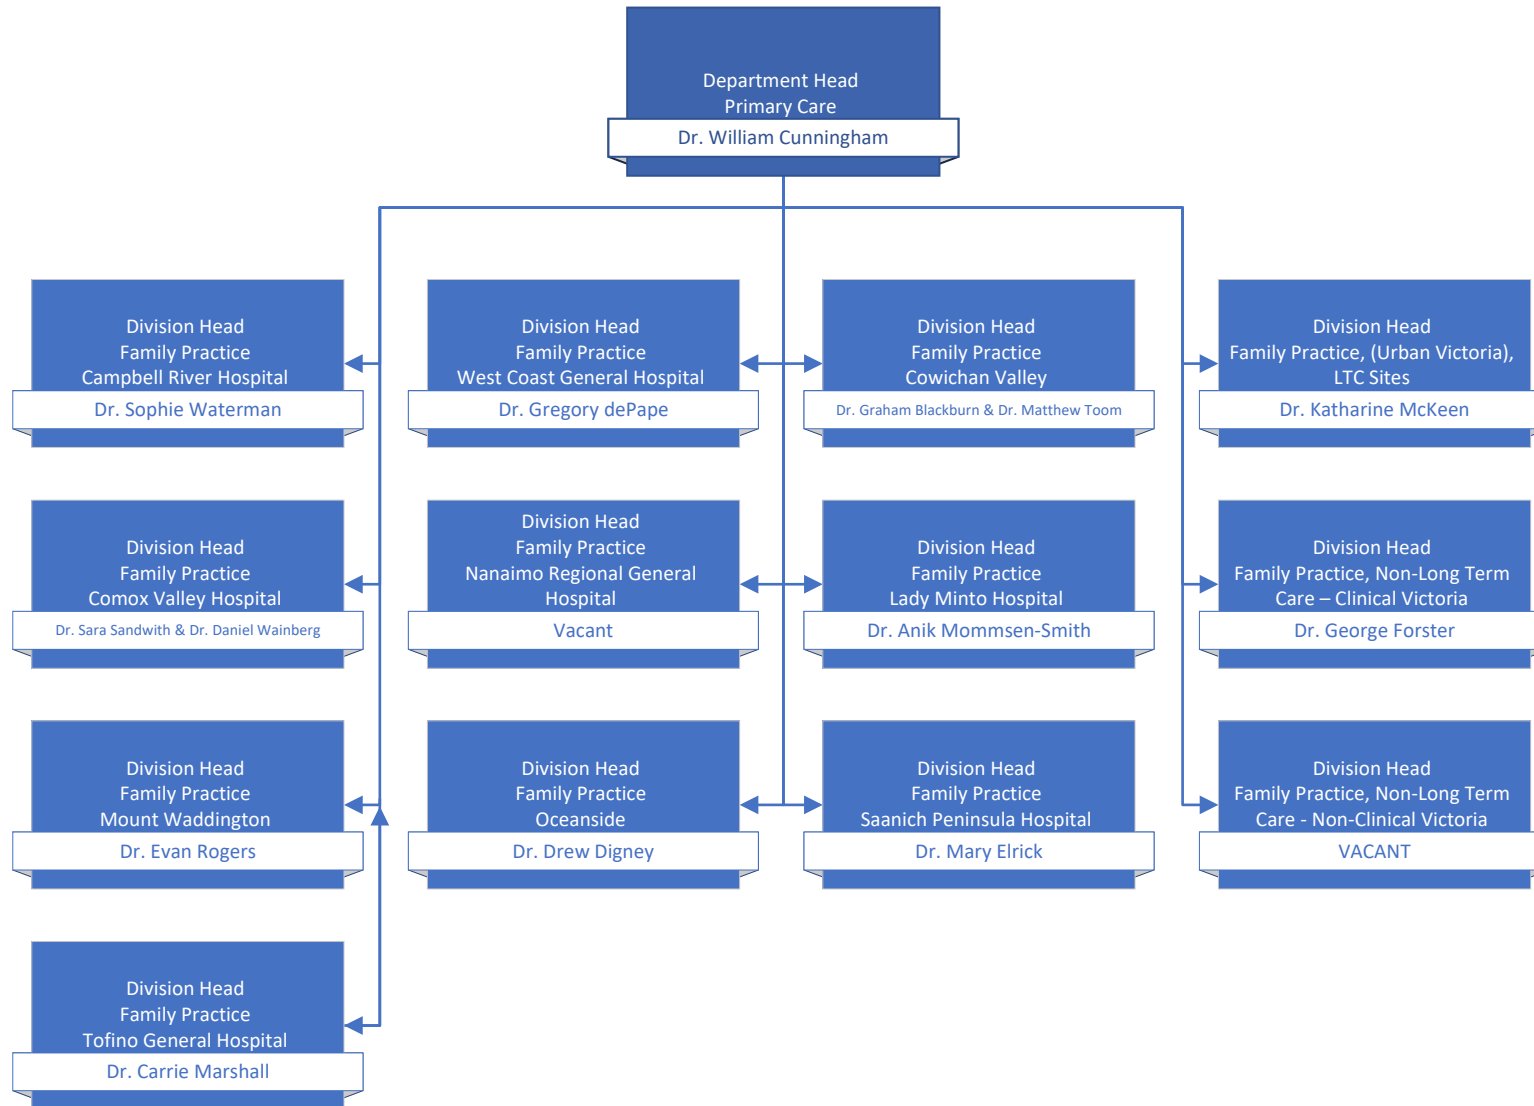 Department Head
Primary Care
Dr. William Cunningham
Division Head
Family Practice
Campbell River Hospital
Dr. Sophie Waterman
Division Head
Family Practice
West Coast General Hospital
Dr. Gregory dePape
Division Head
Family Practice
Cowichan Valley
Dr. Graham Blackburn & Dr. Matthew Toom
Division Head
Family Practice, (Urban Victoria),
LTC Sites
Dr. Katharine McKeen
Division Head
Family Practice
Comox Valley Hospital
Dr. Sara Sandwith & Dr. Daniel Wainberg
Division Head
Family Practice
Nanaimo Regional General
Hospital
Vacant
Division Head
Family Practice
Lady Minto Hospital
Dr. Anik Mommsen-Smith
Division Head
Family Practice, Non-Long Term
Care – Clinical Victoria
Dr. George Forster
Division Head
Family Practice
Mount Waddington
Dr. Evan Rogers
Division Head
Family Practice
Oceanside
Dr. Drew Digney
Division Head
Family Practice
Saanich Peninsula Hospital
Dr. Mary Elrick
Division Head
Family Practice, Non-Long Term
Care - Non-Clinical Victoria
VACANT
Division Head
Family Practice
Tofino General Hospital
Dr. Carrie Marshall